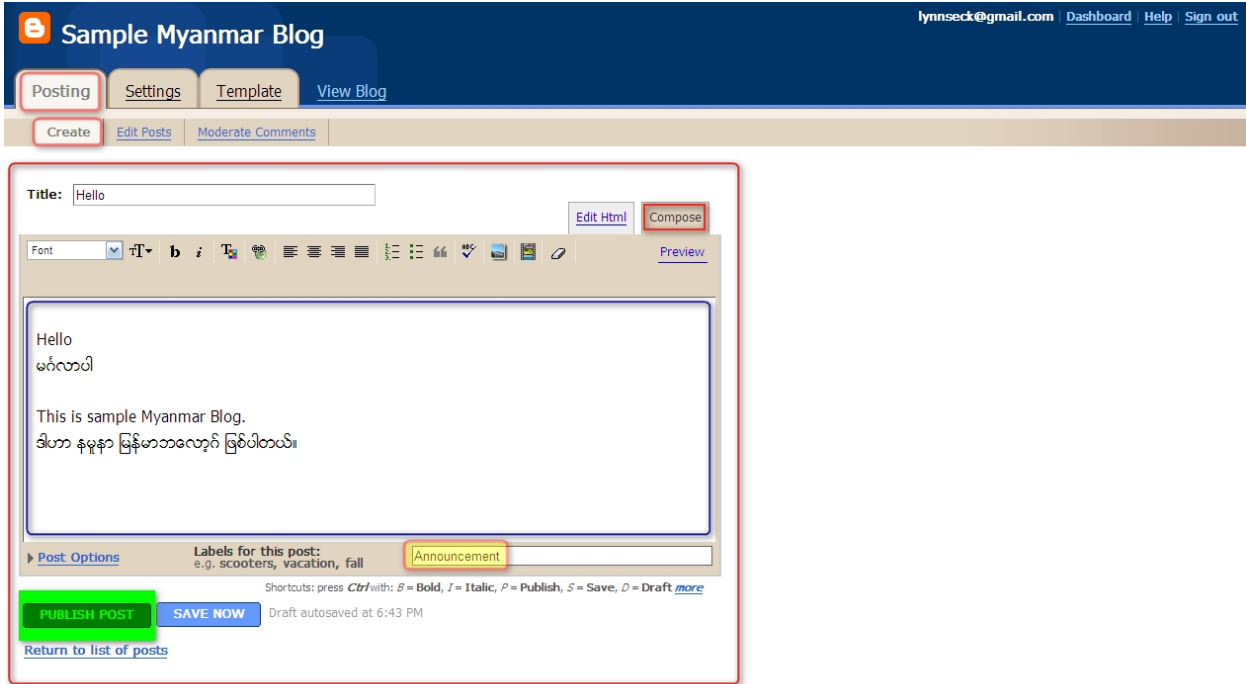 lynnseck@gmail.com | Dashboard | Help | Sign out
Sample Myanmar Blog
Posting Settings Template View Blog
Create Edit Posts Moderate Comments
Title: Hello
Edit Html Compose
Font Preview
Hello
မင်္ဂလာပါ
This is sample Myanmar Blog.
ဒါဟာ နမူနာ မြန်မာဘလော့ဂ် ဖြစ်ပါတယ်။
Post Options Labels for this post: Announcement
e.g. scooters, vacation, fall
Shortcuts: press Ctrl with: B = Bold, I = Italic, P = Publish, S = Save, D = Draft more
PUBLISH POST SAVE NOW Draft autosaved at 6:43 PM
Return to list of posts